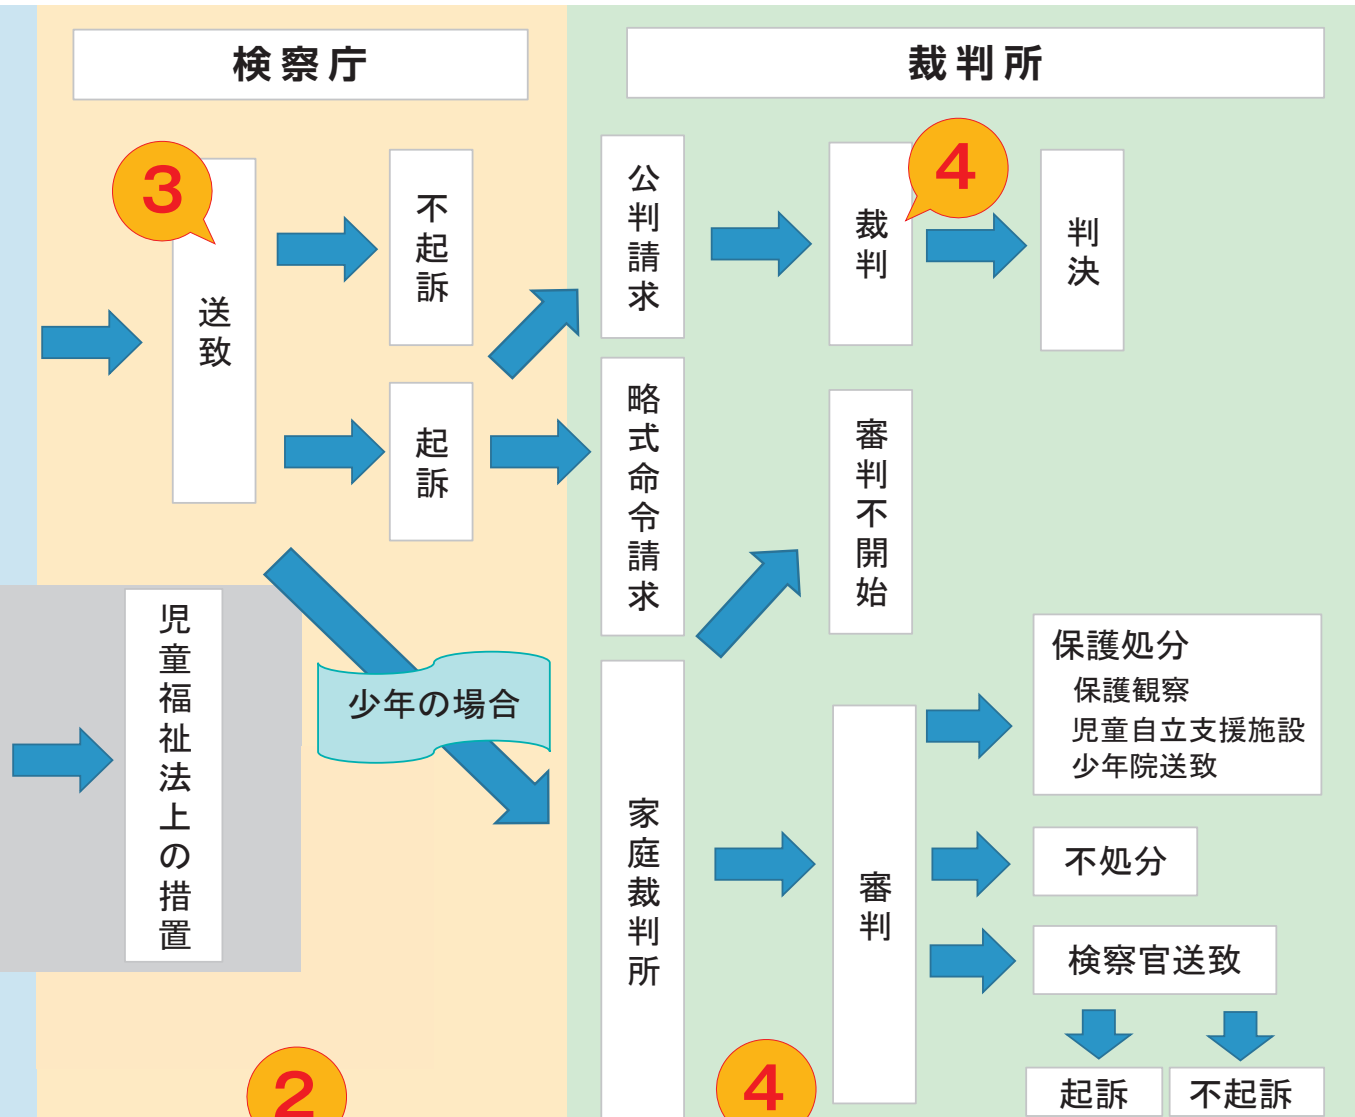 検察庁
裁判所
③
送致
不起訴
起訴
公判請求
略式命令請求
裁判
④
判決
審判不開始
児童福祉法上の措置
少年の場合
家庭裁判所
審判
保護処分
保護観察
児童自立支援施設
少年院送致
不処分
検察官送致
起訴
不起訴
②
④